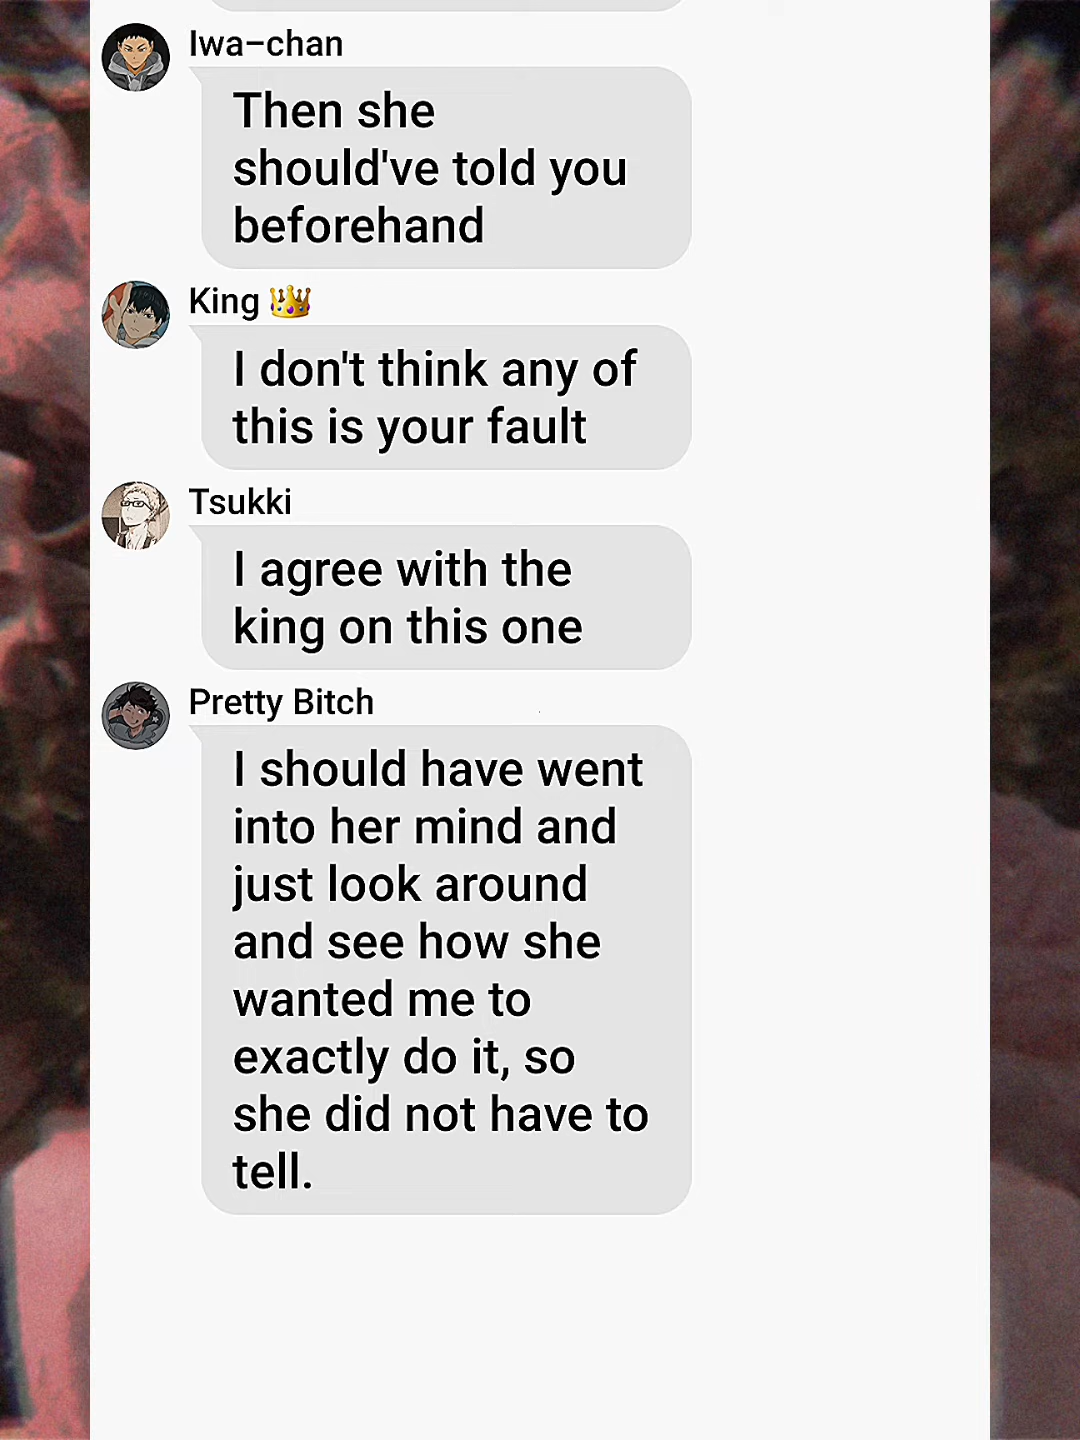 Iwa-chan
Then she
should've told you
beforehand
King 👑
I don't think any of
this is your fault
Tsukki
I agree with the
king on this one
Pretty Bitch
I should have went
into her mind and
just look around
and see how she
wanted me to
exactly do it, so
she did not have to
tell.